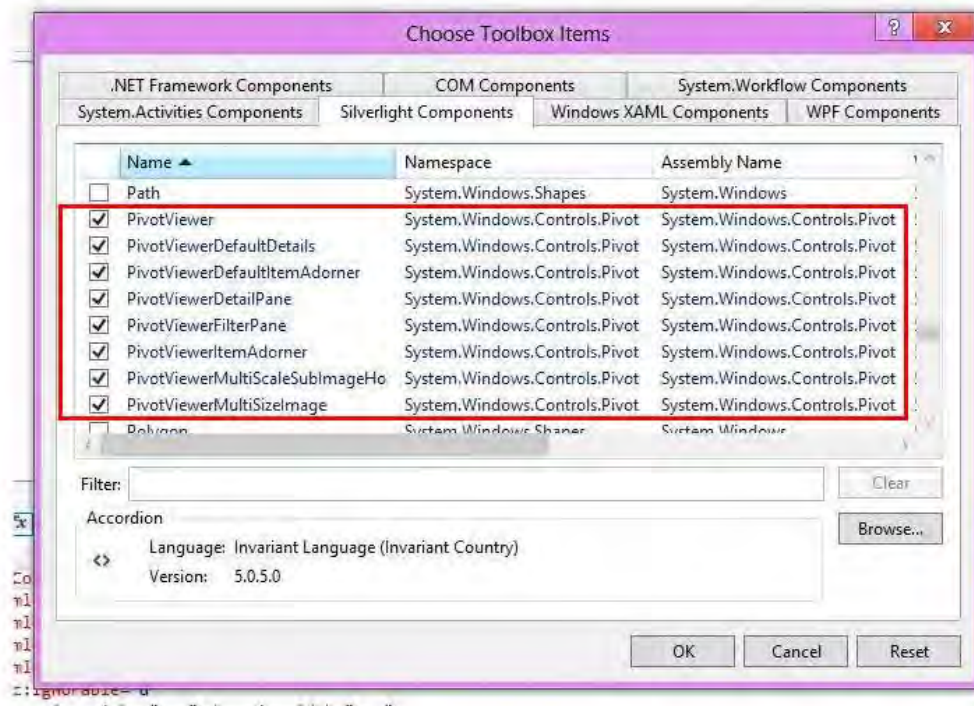 Choose Toolbox Items
? x
.NET Framework Components COM Components System.Workflow Components
System.Activities Components Silverlight Components Windows XAML Components WPF Components
Name Namespace Assembly Name
Path System.Windows.Shapes System.Windows
PivotViewer System.Windows.Controls.Pivot System.Windows.Controls.Pivot
PivotViewerDefaultDetails System.Windows.Controls.Pivot System.Windows.Controls.Pivot
PivotViewerDefaultItemAdorner System.Windows.Controls.Pivot System.Windows.Controls.Pivot
PivotViewerDetailPane System.Windows.Controls.Pivot System.Windows.Controls.Pivot
PivotViewerFilterPane System.Windows.Controls.Pivot System.Windows.Controls.Pivot
PivotViewerItemAdorner System.Windows.Controls.Pivot System.Windows.Controls.Pivot
PivotViewerMultiScaleSubImageHo System.Windows.Controls.Pivot System.Windows.Controls.Pivot
PivotViewerMultiSizeImage System.Windows.Controls.Pivot System.Windows.Controls.Pivot
Polygon System.Windows.Shapes System.Windows
Filter:
Clear
Accordion
Browse...
<> Language: Invariant Language (Invariant Country)
Version: 5.0.5.0
OK Cancel Reset